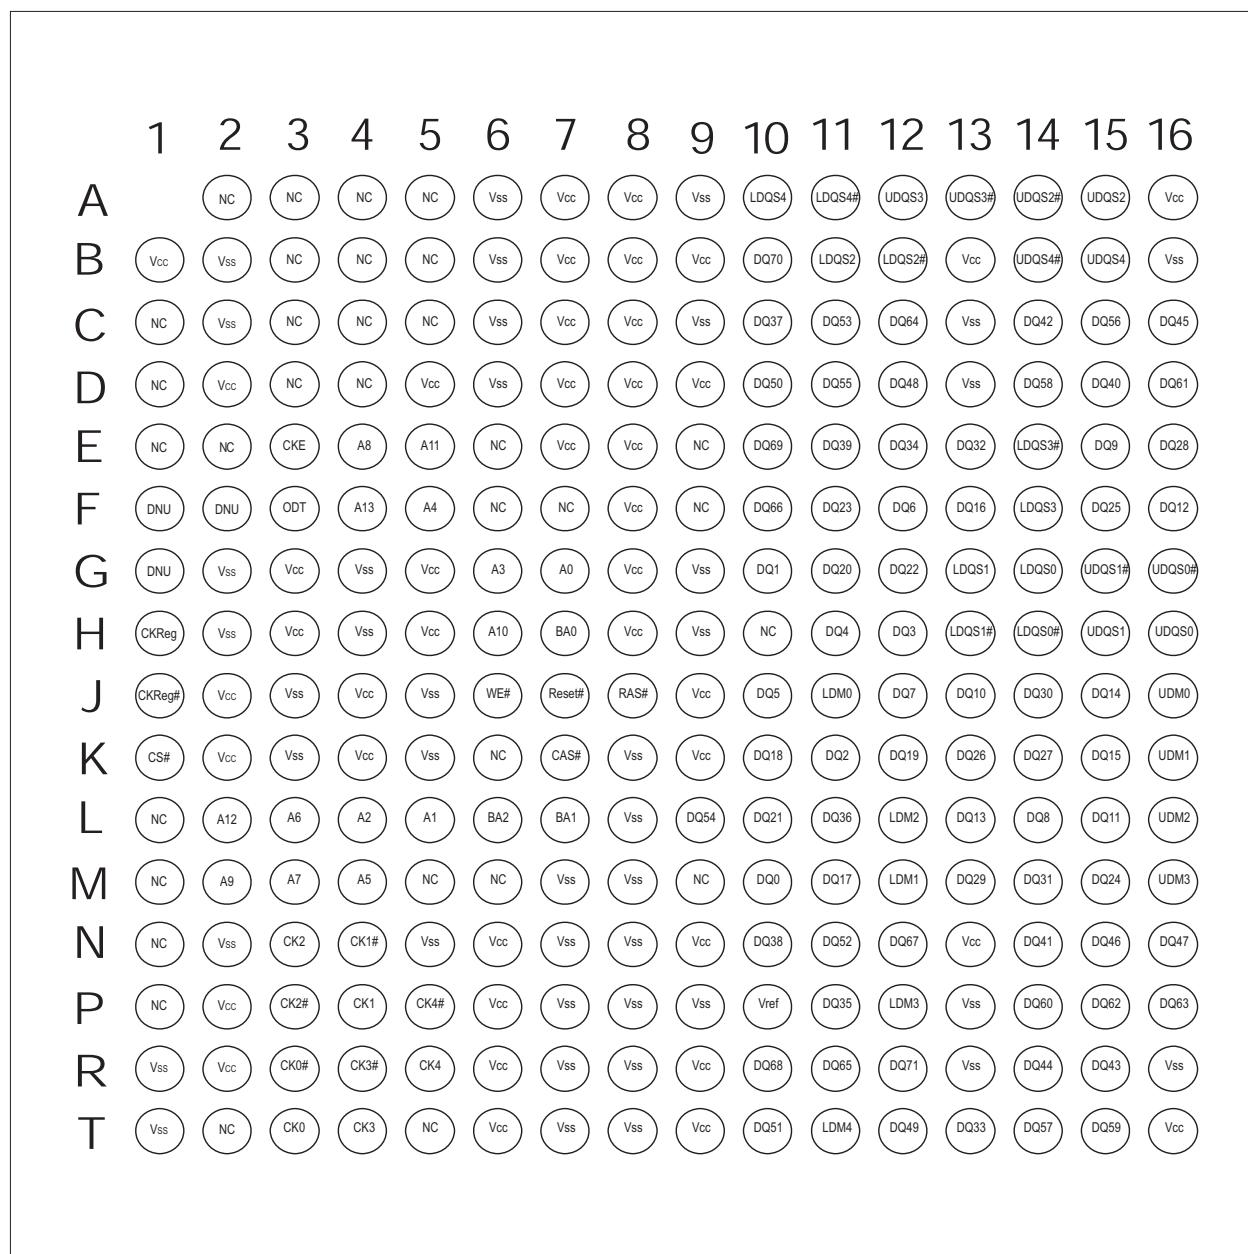 1 2 3 4 5 6 7 8 9 10 11 12 13 14 15 16
A NC NC NC NC Vss Vcc Vcc Vss LDQS4 LDQS4# UDQS3 UDQS3# UDQS2# UDQS2 Vcc
B Vcc Vss NC NC NC Vss Vcc Vcc Vcc DQ70 LDQS2 LDQS2# Vcc UDQS4# UDQS4 Vss
C NC Vss NC NC NC Vss Vcc Vcc Vss DQ37 DQ53 DQ64 Vss DQ42 DQ56 DQ45
D NC Vcc NC NC Vcc Vss Vcc Vcc Vcc DQ50 DQ55 DQ48 Vss DQ58 DQ40 DQ61
E NC NC CKE A8 A11 NC Vcc Vcc NC DQ69 DQ39 DQ34 DQ32 LDQS3# DQ9 DQ28
F DNU DNU ODT A13 A4 NC NC Vcc NC DQ66 DQ23 DQ6 DQ16 LDQS3 DQ25 DQ12
G DNU Vss Vcc Vss Vcc A3 A0 Vcc Vss DQ1 DQ20 DQ22 LDQS1 LDQS0 UDQS1# UDQS0#
H CKReg Vss Vcc Vss Vcc A10 BA0 Vcc Vss NC DQ4 DQ3 LDQS1# LDQS0# UDQS1 UDQS0
J CKReg# Vcc Vss Vcc Vss WE# Reset# RAS# Vcc DQ5 LDM0 DQ7 DQ10 DQ30 DQ14 UDM0
K CS# Vcc Vss Vcc Vss NC CAS# Vss Vcc DQ18 DQ2 DQ19 DQ26 DQ27 DQ15 UDM1
L NC A12 A6 A2 A1 BA2 BA1 Vss DQ54 DQ21 DQ36 LDM2 DQ13 DQ8 DQ11 UDM2
M NC A9 A7 A5 NC NC Vss Vss NC DQ0 DQ17 LDM1 DQ29 DQ31 DQ24 UDM3
N NC Vss CK2 CK1# Vss Vcc Vss Vss Vcc DQ38 DQ52 DQ67 Vcc DQ41 DQ46 DQ47
P NC Vcc CK2# CK1 CK4# Vcc Vss Vss Vss Vref DQ35 LDM3 Vss DQ60 DQ62 DQ63
R Vss Vcc CK0# CK3# CK4 Vcc Vss Vss Vcc DQ68 DQ65 DQ71 Vss DQ44 DQ43 Vss
T Vss NC CK0 CK3 NC Vcc Vss Vss Vcc DQ51 LDM4 DQ49 DQ33 DQ57 DQ59 Vcc